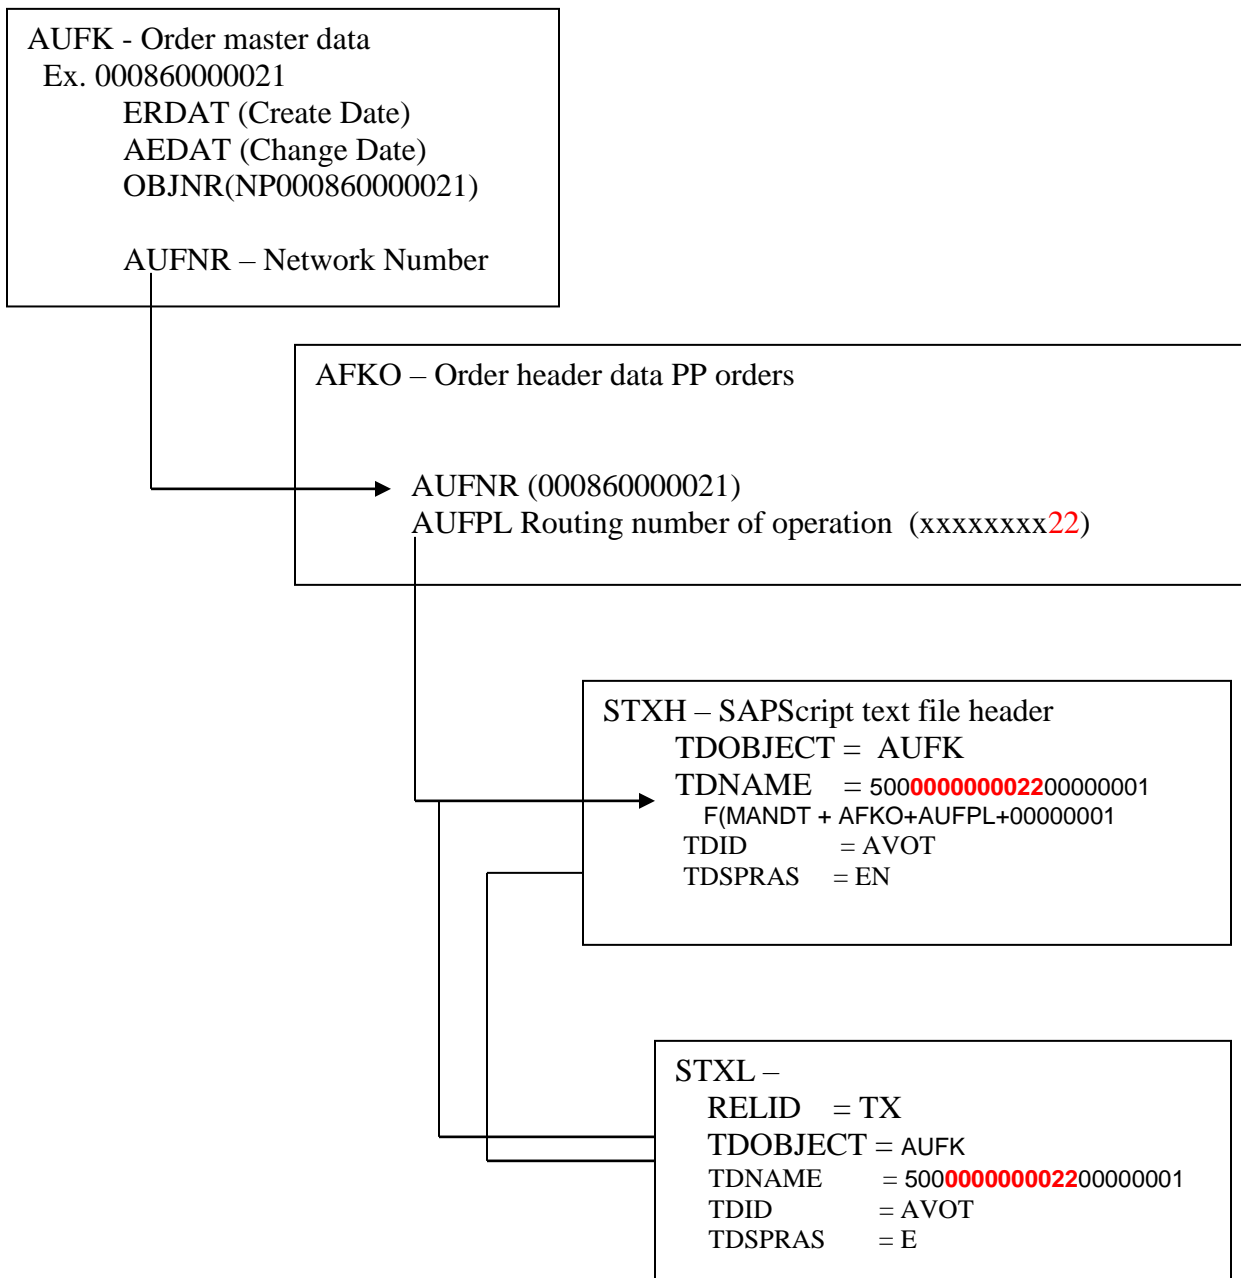 AUFK - Order master data
Ex. 000860000021
ERDAT (Create Date)
AEDAT (Change Date)
OBJNR(NP000860000021)
AUFNR – Network Number
AFKO – Order header data PP orders
AUFNR (000860000021)
AUFPL Routing number of operation (xxxxxxxx22)
STXH – SAPScript text file header
TDOBJECT = AUFK
TDNAME = 500000000002200000001
F(MANDT + AFKO+AUFPL+00000001
TDID = AVOT
TDSPRAS = EN
STXL –
RELID = TX
TDOBJECT = AUFK
TDNAME = 500000000002200000001
TDID = AVOT
TDSPRAS = E